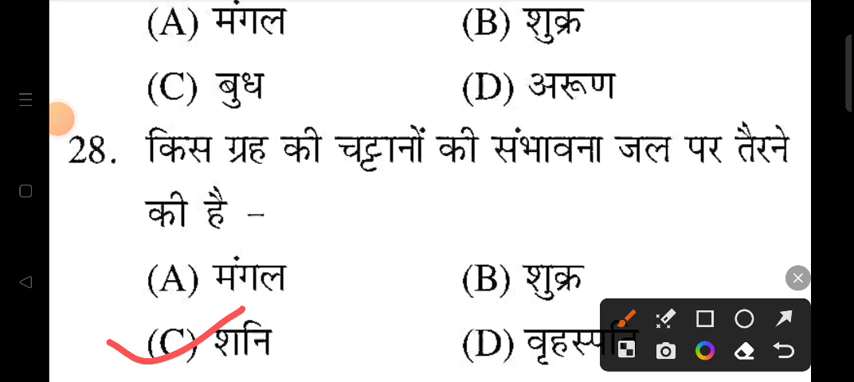 (A) मंगल (B) शुक्र
(C) बुध (D) अरूण
28. किस ग्रह की चट्टानों की संभावना जल पर तैरने
की है –
(A) मंगल (B) शुक्र
(C) शनि (D) वृहस्पति